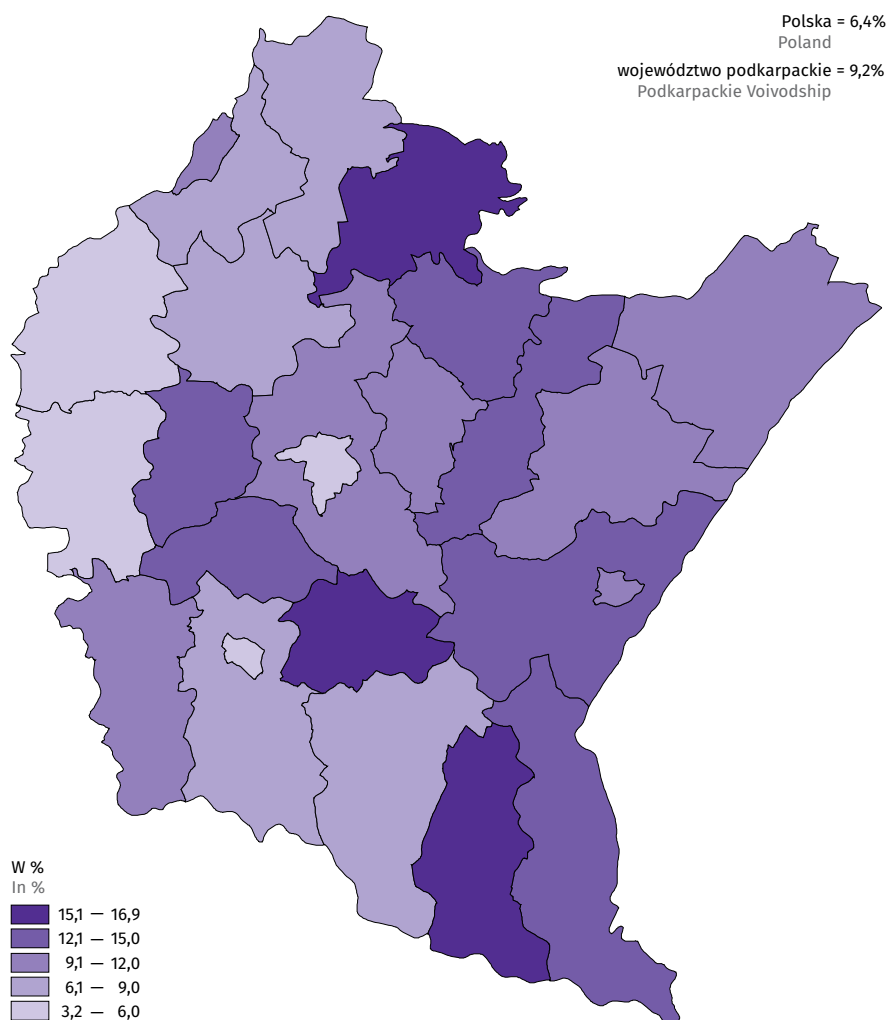 Polska = 6,4%
Poland
województwo podkarpackie = 9,2%
Podkarpackie Voivodship
W %
In %
15,1 — 16,9
12,1 — 15,0
9,1 — 12,0
6,1 — 9,0
3,2 — 6,0